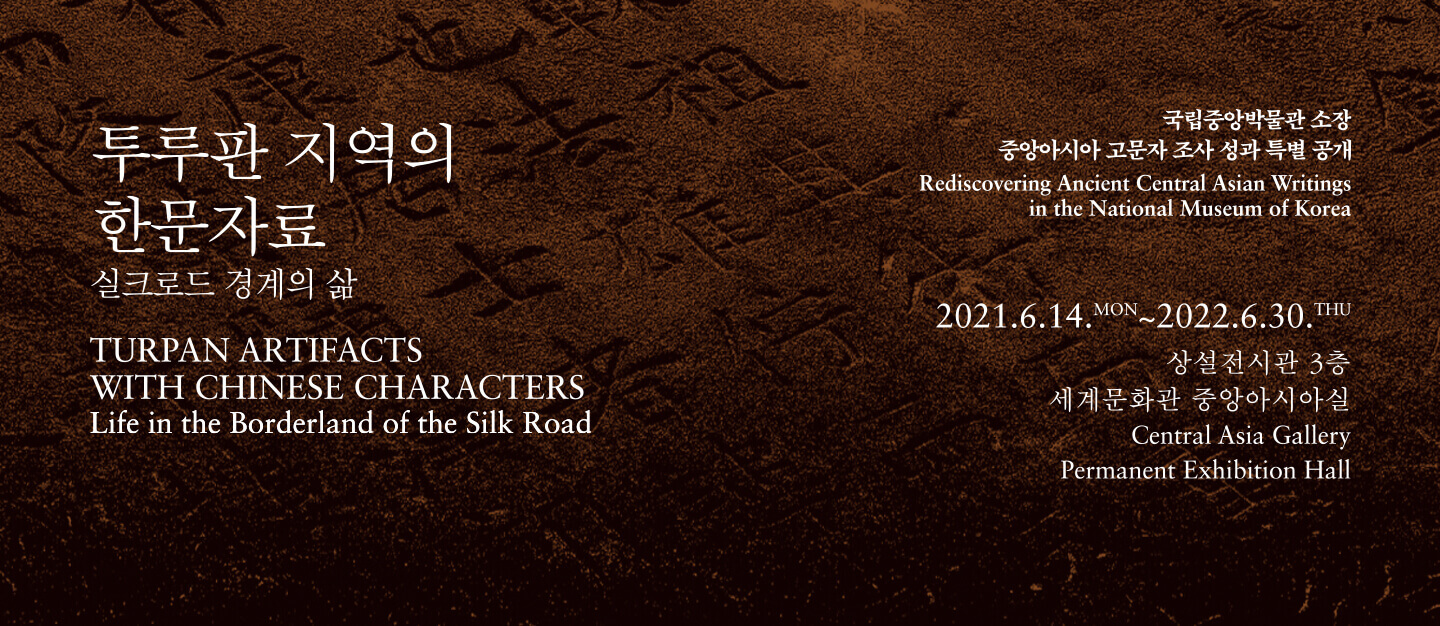 투루판 지역의
한문자료
실크로드 경계의 삶
TURPAN ARTIFACTS
WITH CHINESE CHARACTERS
Life in the Borderland of the Silk Road
국립중앙박물관 소장
중앙아시아 고문자 조사 성과 특별 공개
Rediscovering Ancient Central Asian Writings
in the National Museum of Korea
2021.6.14.MON~2022.6.30.THU
상설전시관 3층
세계문화관 중앙아시아실
Central Asia Gallery
Permanent Exhibition Hall